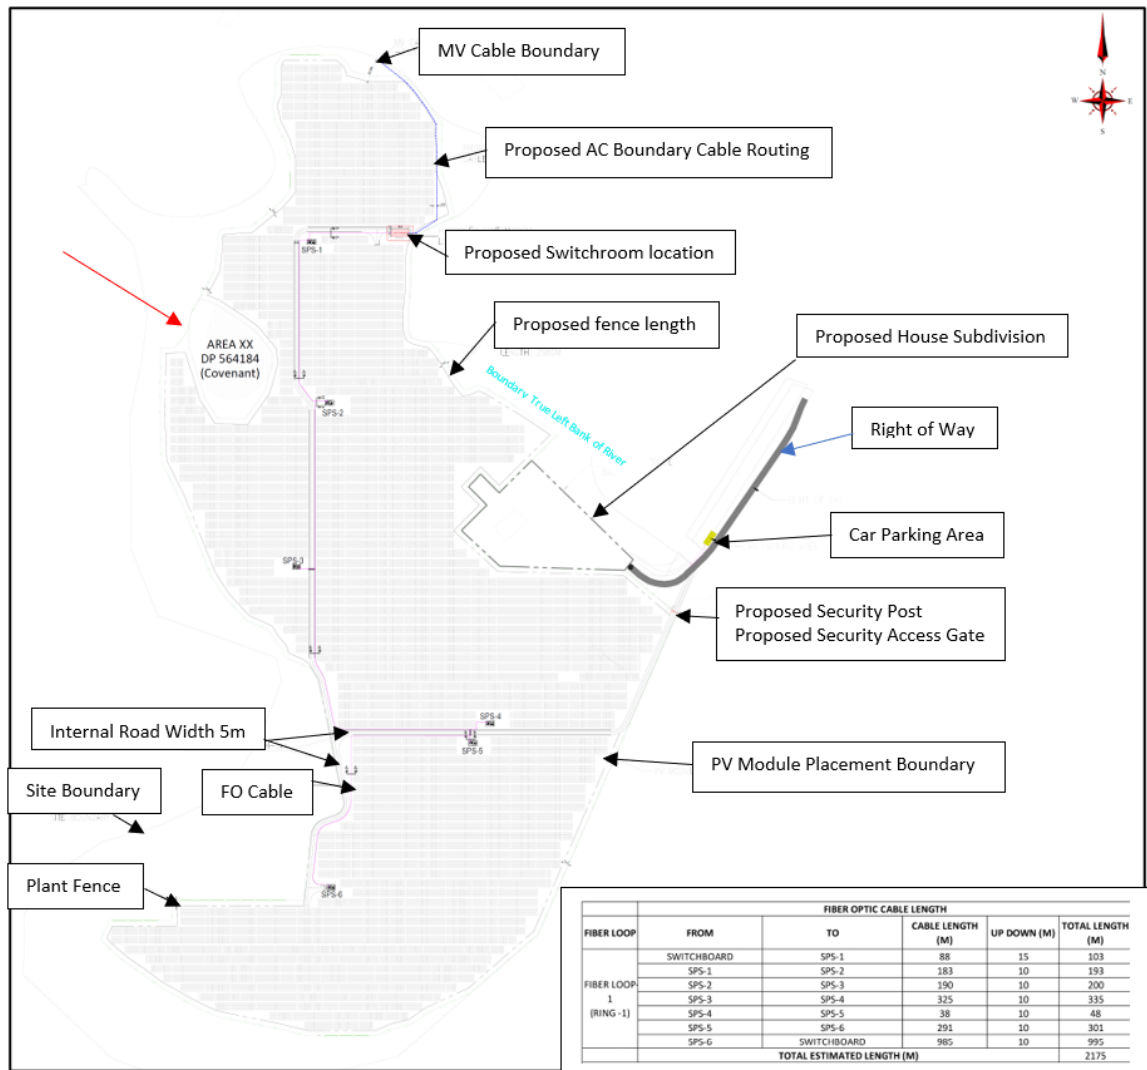 MV Cable Boundary
N
W
E
S
Proposed AC Boundary Cable Routing
SPS-1
Proposed Switchroom location
Proposed fence length
LENGTH
Proposed House Subdivision
AREA XX
DP 564184
(Covenant)
Boundary True Left Bank of River
SPS-2
Right of Way
Car Parking Area
SPS-3
Proposed Security Post
Proposed Security Access Gate
SPS-4
Internal Road Width 5m
SPS-5
PV Module Placement Boundary
Site Boundary
FO Cable
Plant Fence
SPS-6
FIBER OPTIC CABLE LENGTH
FIBER LOOP FROM TO CABLE LENGTH (M) UP DOWN (M) TOTAL LENGTH (M)
FIBER LOOP 1 (RING -1)
SWITCHBOARD SPS-1 88 15 103
SPS-1 SPS-2 183 10 193
SPS-2 SPS-3 190 10 200
SPS-3 SPS-4 325 10 335
SPS-4 SPS-5 38 10 48
SPS-5 SPS-6 291 10 301
SPS-6 SWITCHBOARD 985 10 995
TOTAL ESTIMATED LENGTH (M) 2175